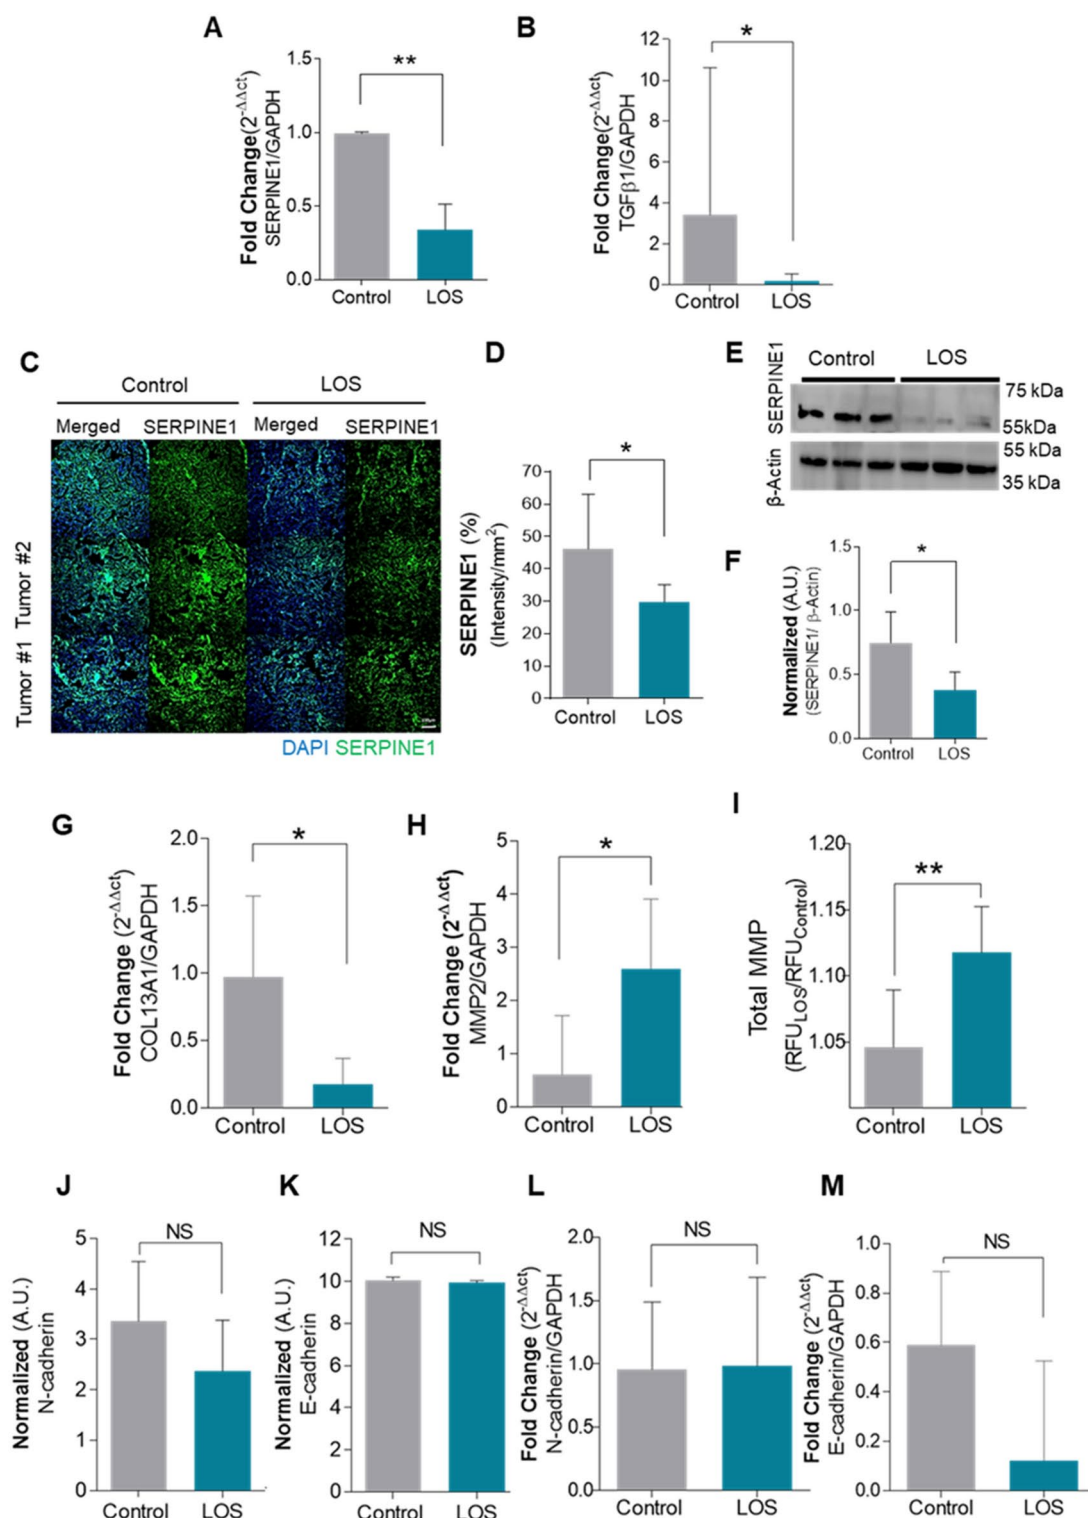 A
Fold Change(2-ΔΔct)
SERPINE1/GAPDH
1.5
1.0
0.5
0.0
**
Control
LOS
B
Fold Change(2-ΔΔct)
TGFβ1/GAPDH
12
10
8
6
4
2
0
*
Control
LOS
C
Control
LOS
Merged
SERPINE1
Merged
SERPINE1
Tumor #1
Tumor #2
DAPI SERPINE1
D
SERPINE1 (%)
(Intensity/mm2)
70
60
50
40
30
20
10
0
*
Control
LOS
E
SERPINE1
β-Actin
Control
LOS
75 kDa
55kDa
55 kDa
35 kDa
F
Normalized (A.U.)
(SERPINE1/ β-Actin)
1.5
1.0
0.5
0.0
*
Control
LOS
G
Fold Change (2-ΔΔct)
COL13A1/GAPDH
2.0
1.5
1.0
0.5
0.0
*
Control
LOS
H
Fold Change (2-ΔΔct)
MMP2/GAPDH
5
4
3
2
1
0
*
Control
LOS
I
Total MMP
(RFULOS/RFUControl)
1.20
1.15
1.10
1.05
**
Control
LOS
J
Normalized (A.U.)
N-cadherin
5
4
3
2
1
0
NS
Control
LOS
K
Normalized (A.U.)
E-cadherin
12
10
8
6
4
2
0
NS
Control
LOS
L
Fold Change (2-ΔΔct)
N-cadherin/GAPDH
2.0
1.5
1.0
0.5
0.0
NS
Control
LOS
M
Fold Change (2-ΔΔct)
E-cadherin/GAPDH
1.0
0.8
0.6
0.4
0.2
0.0
NS
Control
LOS